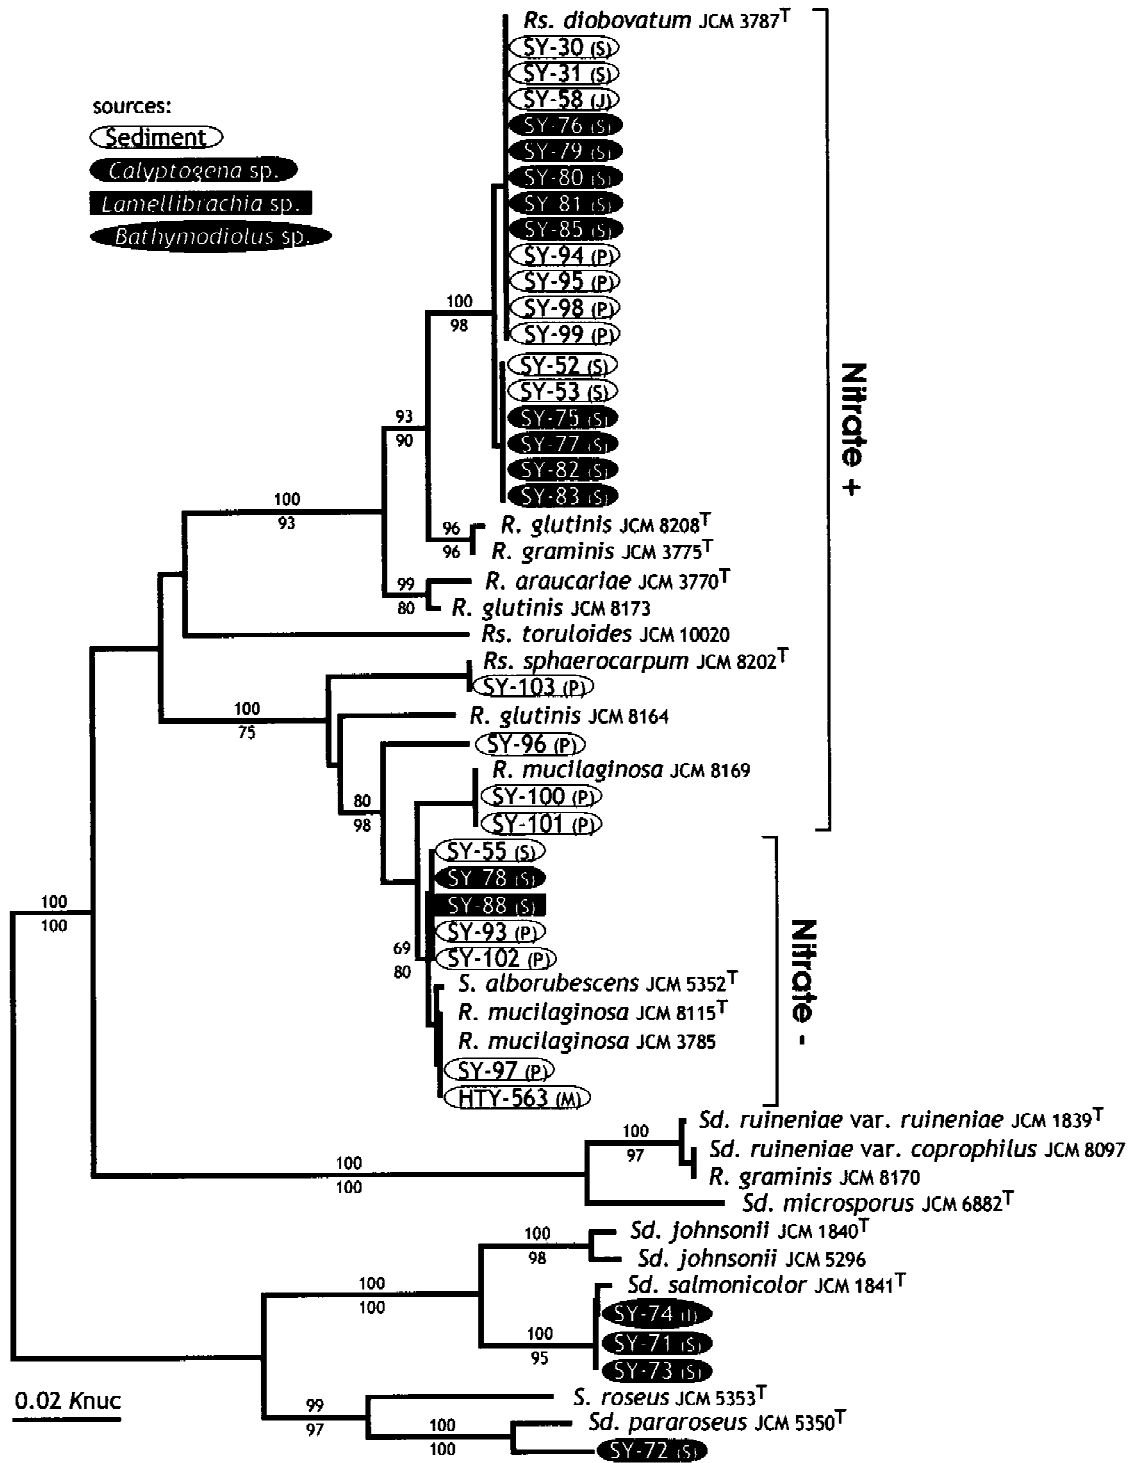 Rs. diobovatum JCM 3787T
SY-30 (S)
SY-31 (S)
SY-58 (J)
sources:
Sediment
Calyptogena sp.
Lamellibrachia sp.
Bathymodiolus sp.
SY-76 (S)
SY-79 (S)
SY-80 (S)
SY-81 (S)
SY-85 (S)
SY-94 (P)
SY-95 (P)
SY-98 (P)
SY-99 (P)
100
98
SY-52 (S)
SY-53 (S)
SY-75 (S)
SY-77 (S)
SY-82 (S)
SY-83 (S)
Nitrate +
93
90
100
93
96
96
R. glutinis JCM 8208T
R. graminis JCM 3775T
99
80
R. araucariae JCM 3770T
R. glutinis JCM 8173
Rs. toruloides JCM 10020
Rs. sphaerocarpum JCM 8202T
SY-103 (P)
100
75
R. glutinis JCM 8164
SY-96 (P)
R. mucilaginosa JCM 8169
80
98
SY-100 (P)
SY-101 (P)
SY-55 (S)
SY-78 (S)
SY-88 (S)
SY-93 (P)
SY-102 (P)
100
100
69
80
Nitrate -
S. alborubescens JCM 5352T
R. mucilaginosa JCM 8115T
R. mucilaginosa JCM 3785
SY-97 (P)
HTY-563 (M)
Sd. ruineniae var. ruineniae JCM 1839T
100
97
Sd. ruineniae var. coprophilus JCM 8097
R. graminis JCM 8170
100
100
Sd. microsporus JCM 6882T
Sd. johnsonii JCM 1840T
100
98
Sd. johnsonii JCM 5296
Sd. salmonicolor JCM 1841T
100
100
SY-74
100
95
SY-71 (S)
SY-73 (S)
0.02 Knuc
S. roseus JCM 5353T
99
97
Sd. pararoseus JCM 5350T
100
100
SY-72 (S)